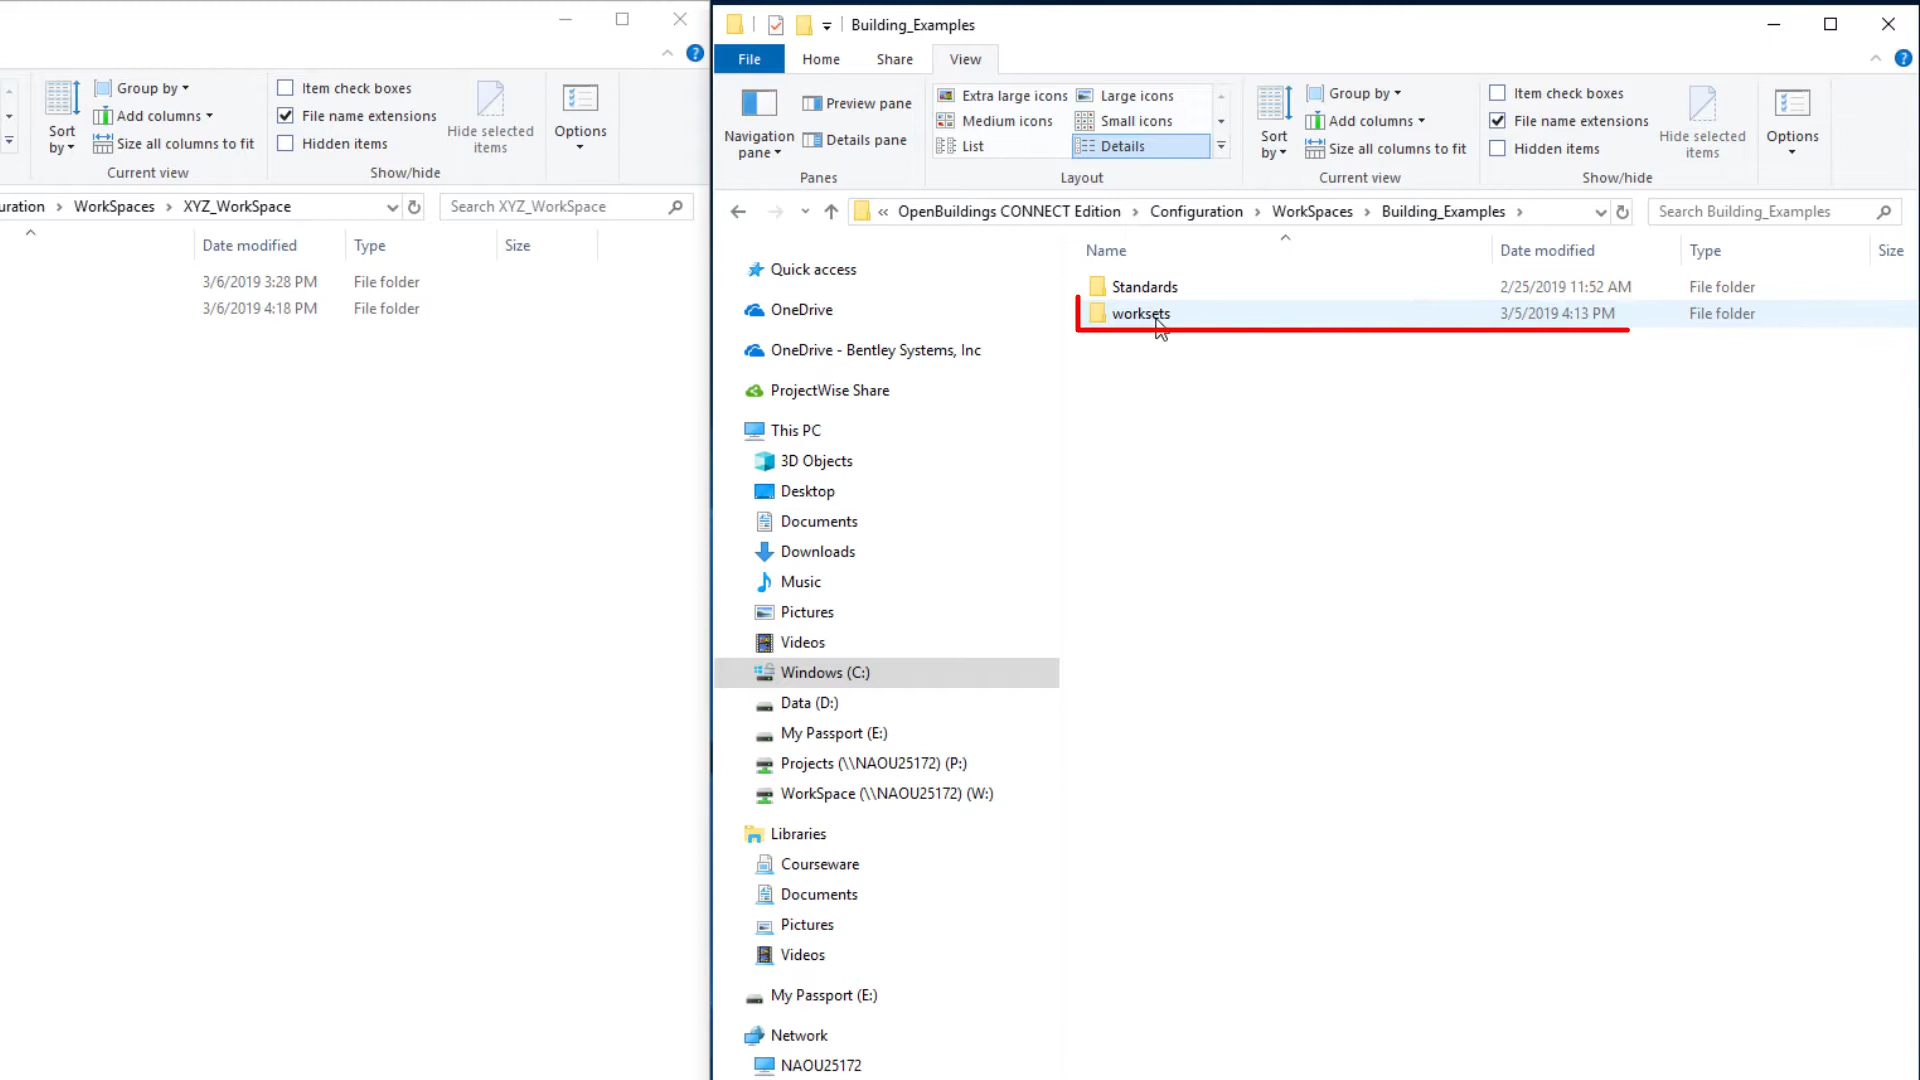 Group by
Item check boxes
Add columns
File name extensions
Sort by
Size all columns to fit
Hidden items
Hide selected items
Options
Current view
Show/hide
uration > WorkSpaces > XYZ_WorkSpace
Search XYZ_WorkSpace
Date modified Type Size
3/6/2019 3:28 PM File folder
3/6/2019 4:18 PM File folder
Building_Examples
File Home Share View
Navigation pane
Preview pane
Details pane
Panes
Extra large icons Large icons
Medium icons Small icons
List Details
Layout
Sort by
Group by
Add columns
Size all columns to fit
Current view
Item check boxes
File name extensions
Hidden items
Hide selected items
Show/hide
Options
« OpenBuildings CONNECT Edition > Configuration > WorkSpaces > Building_Examples >
Search Building_Examples
Name Date modified Type Size
Standards 2/25/2019 11:52 AM File folder
worksets 3/5/2019 4:13 PM File folder
Quick access
OneDrive
OneDrive - Bentley Systems, Inc
ProjectWise Share
This PC
3D Objects
Desktop
Documents
Downloads
Music
Pictures
Videos
Windows (C:)
Data (D:)
My Passport (E:)
Projects (\\NAOU25172) (P:)
WorkSpace (\\NAOU25172) (W:)
Libraries
Courseware
Documents
Pictures
Videos
My Passport (E:)
Network
NAOU25172